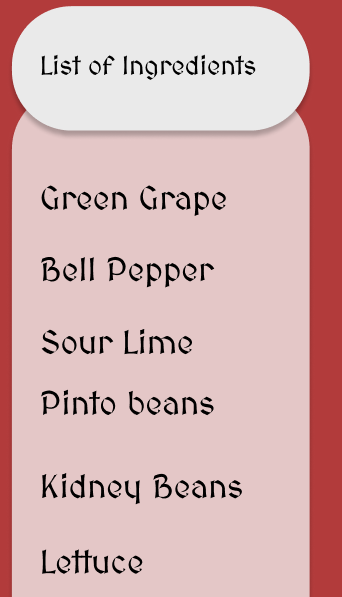 List of Ingredients
Green Grape
Bell Pepper
Sour Lime
Pinto beans
Kidney Beans
Lettuce